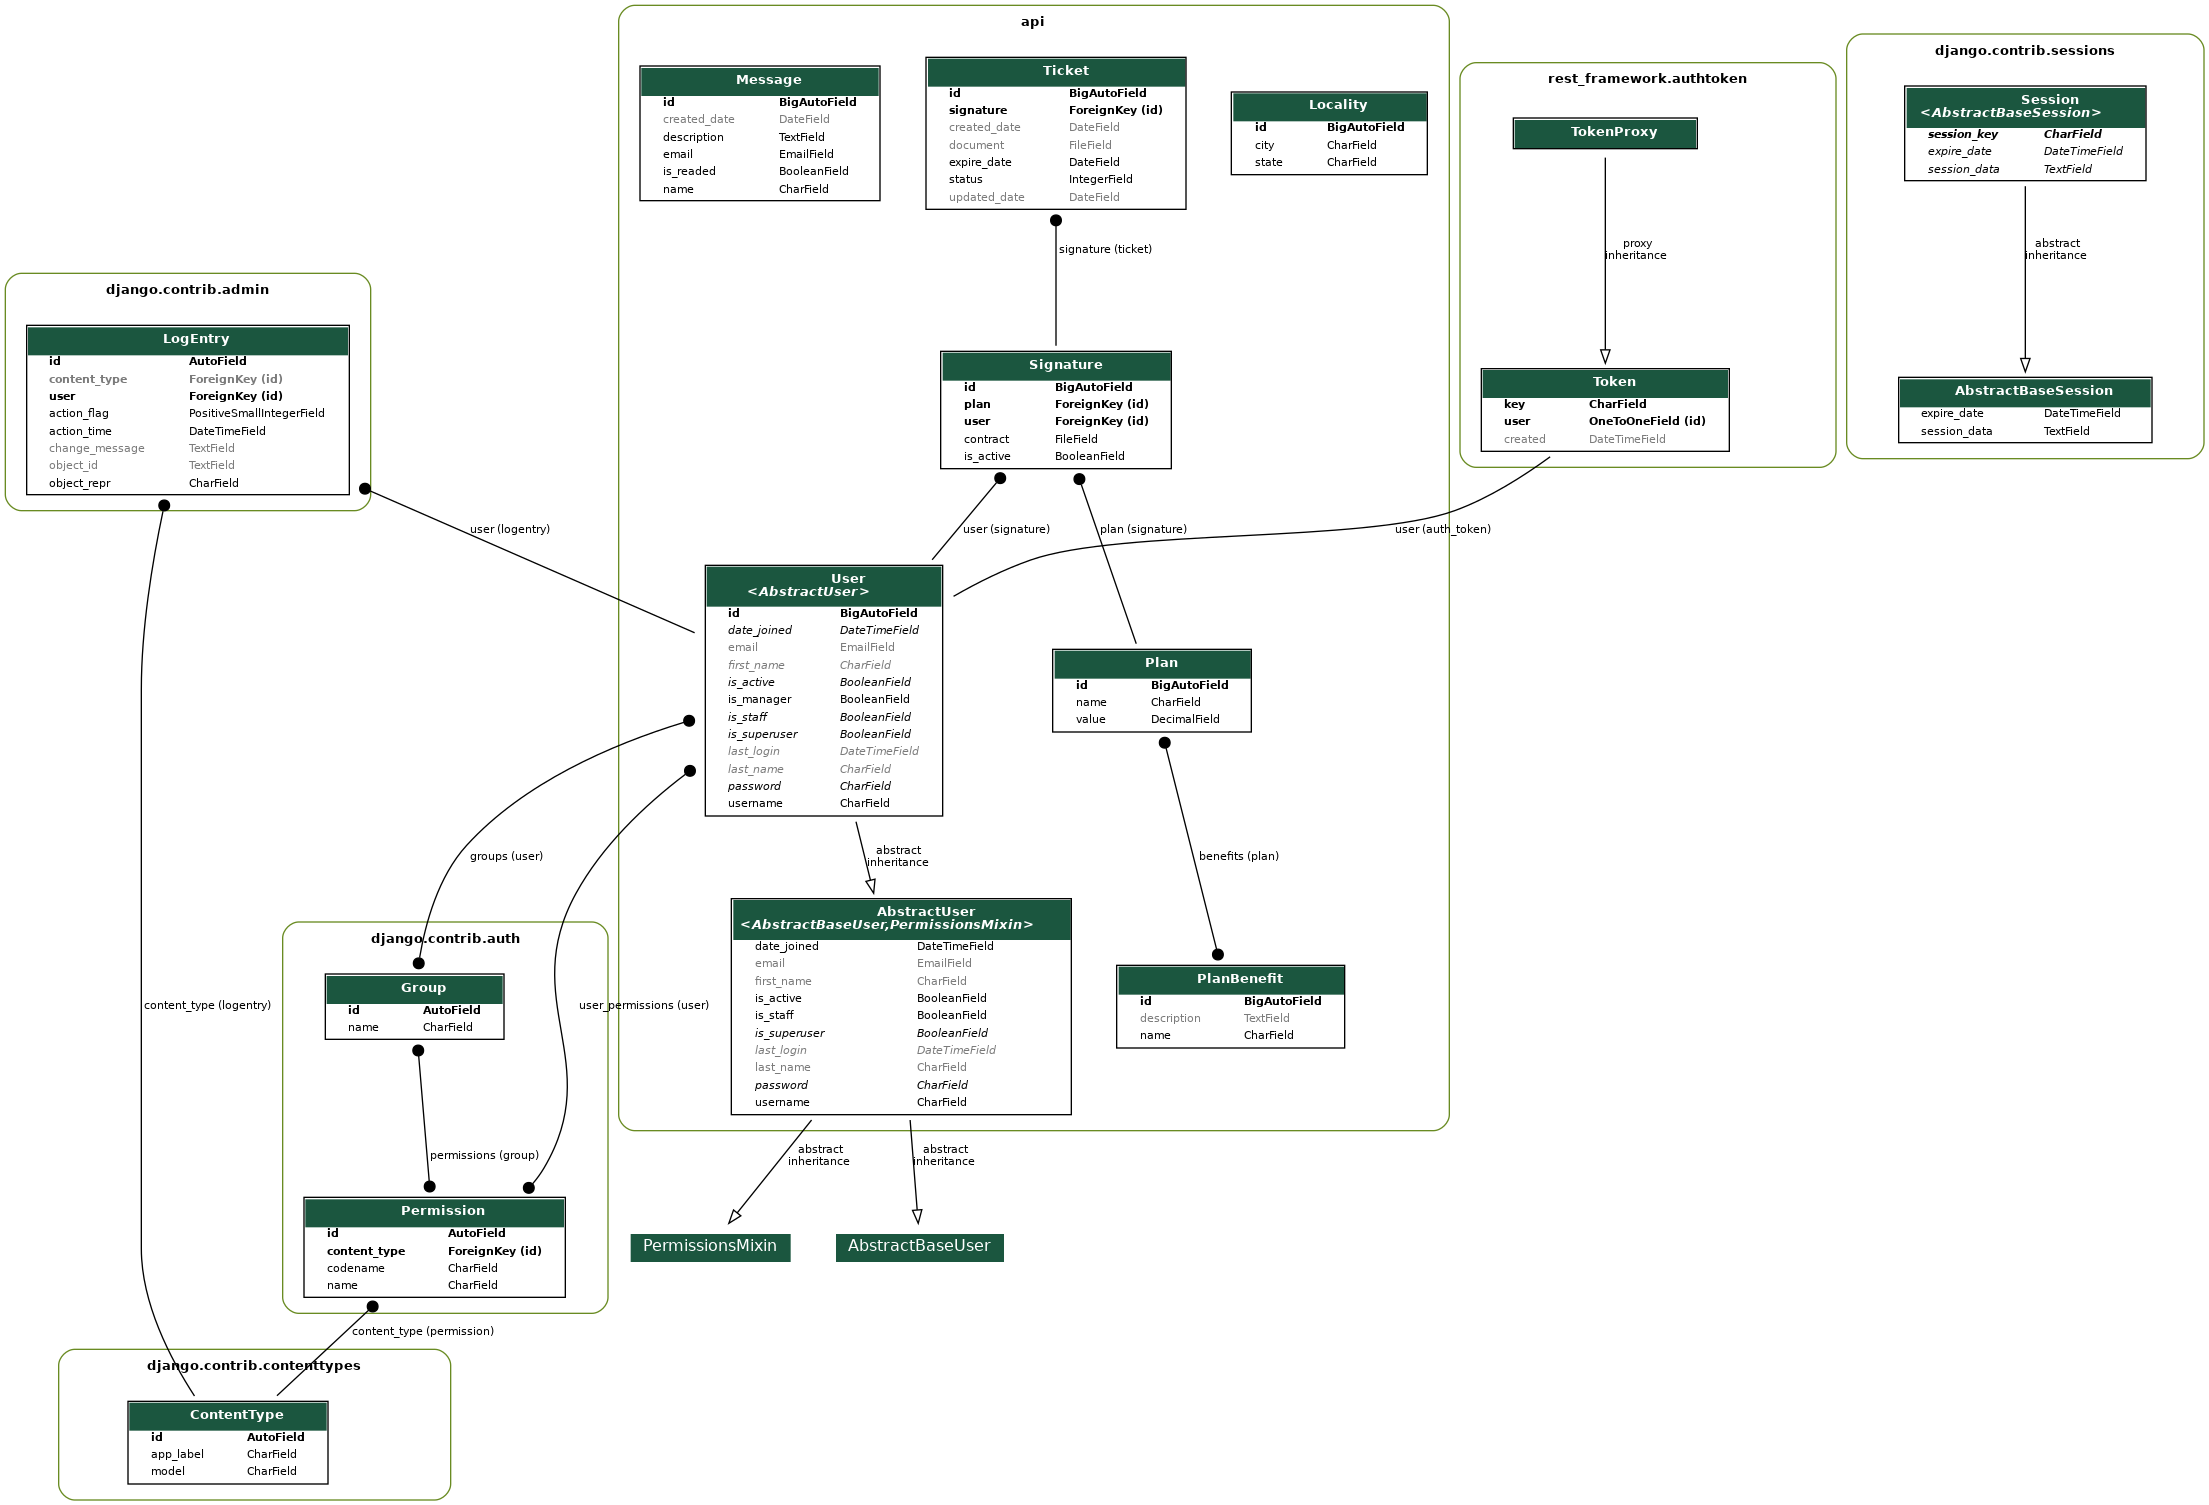 api
Message
id BigAutoField
created_date DateField
description TextField
email EmailField
is_readed BooleanField
name CharField
Ticket
id BigAutoField
signature ForeignKey (id)
created_date DateField
document FileField
expire_date DateField
status IntegerField
updated_date DateField
Locality
id BigAutoField
city CharField
state CharField
rest_framework.authtoken
TokenProxy
proxy
inheritance
Token
key CharField
user OneToOneField (id)
created DateTimeField
django.contrib.sessions
Session
<AbstractBaseSession>
session_key CharField
expire_date DateTimeField
session_data TextField
abstract
inheritance
AbstractBaseSession
expire_date DateTimeField
session_data TextField
signature (ticket)
django.contrib.admin
LogEntry
id AutoField
content_type ForeignKey (id)
user ForeignKey (id)
action_flag PositiveSmallIntegerField
action_time DateTimeField
change_message TextField
object_id TextField
object_repr CharField
Signature
id BigAutoField
plan ForeignKey (id)
user ForeignKey (id)
contract FileField
is_active BooleanField
user (logentry)
user (signature)
plan (signature)
user (auth_token)
User
<AbstractUser>
id BigAutoField
date_joined DateTimeField
email EmailField
first_name CharField
is_active BooleanField
is_manager BooleanField
is_staff BooleanField
is_superuser BooleanField
last_login DateTimeField
last_name CharField
password CharField
username CharField
Plan
id BigAutoField
name CharField
value DecimalField
groups (user)
abstract
inheritance
benefits (plan)
AbstractUser
<AbstractBaseUser,PermissionsMixin>
date_joined DateTimeField
email EmailField
first_name CharField
is_active BooleanField
is_staff BooleanField
is_superuser BooleanField
last_login DateTimeField
last_name CharField
password CharField
username CharField
PlanBenefit
id BigAutoField
description TextField
name CharField
django.contrib.auth
Group
id AutoField
name CharField
content_type (logentry)
user_permissions (user)
permissions (group)
abstract
inheritance
abstract
inheritance
Permission
id AutoField
content_type ForeignKey (id)
codename CharField
name CharField
PermissionsMixin
AbstractBaseUser
content_type (permission)
django.contrib.contenttypes
ContentType
id AutoField
app_label CharField
model CharField